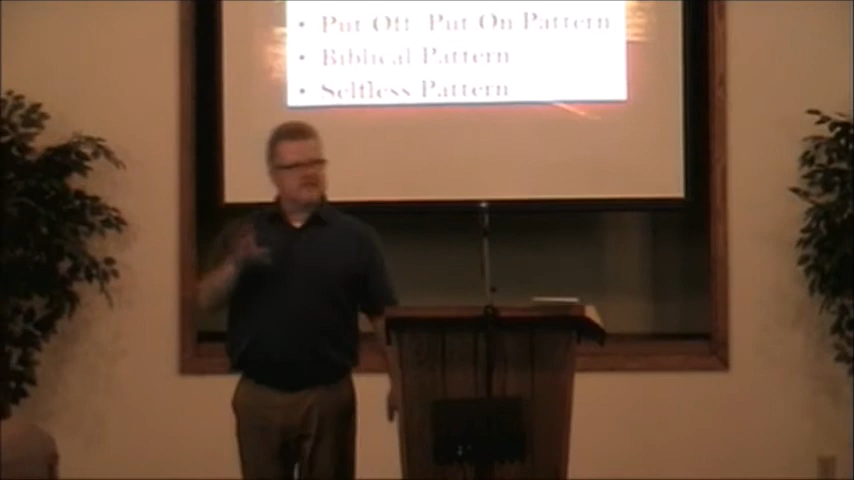 • Put Off Put On Pattern
• Biblical Pattern
• Selfless Pattern